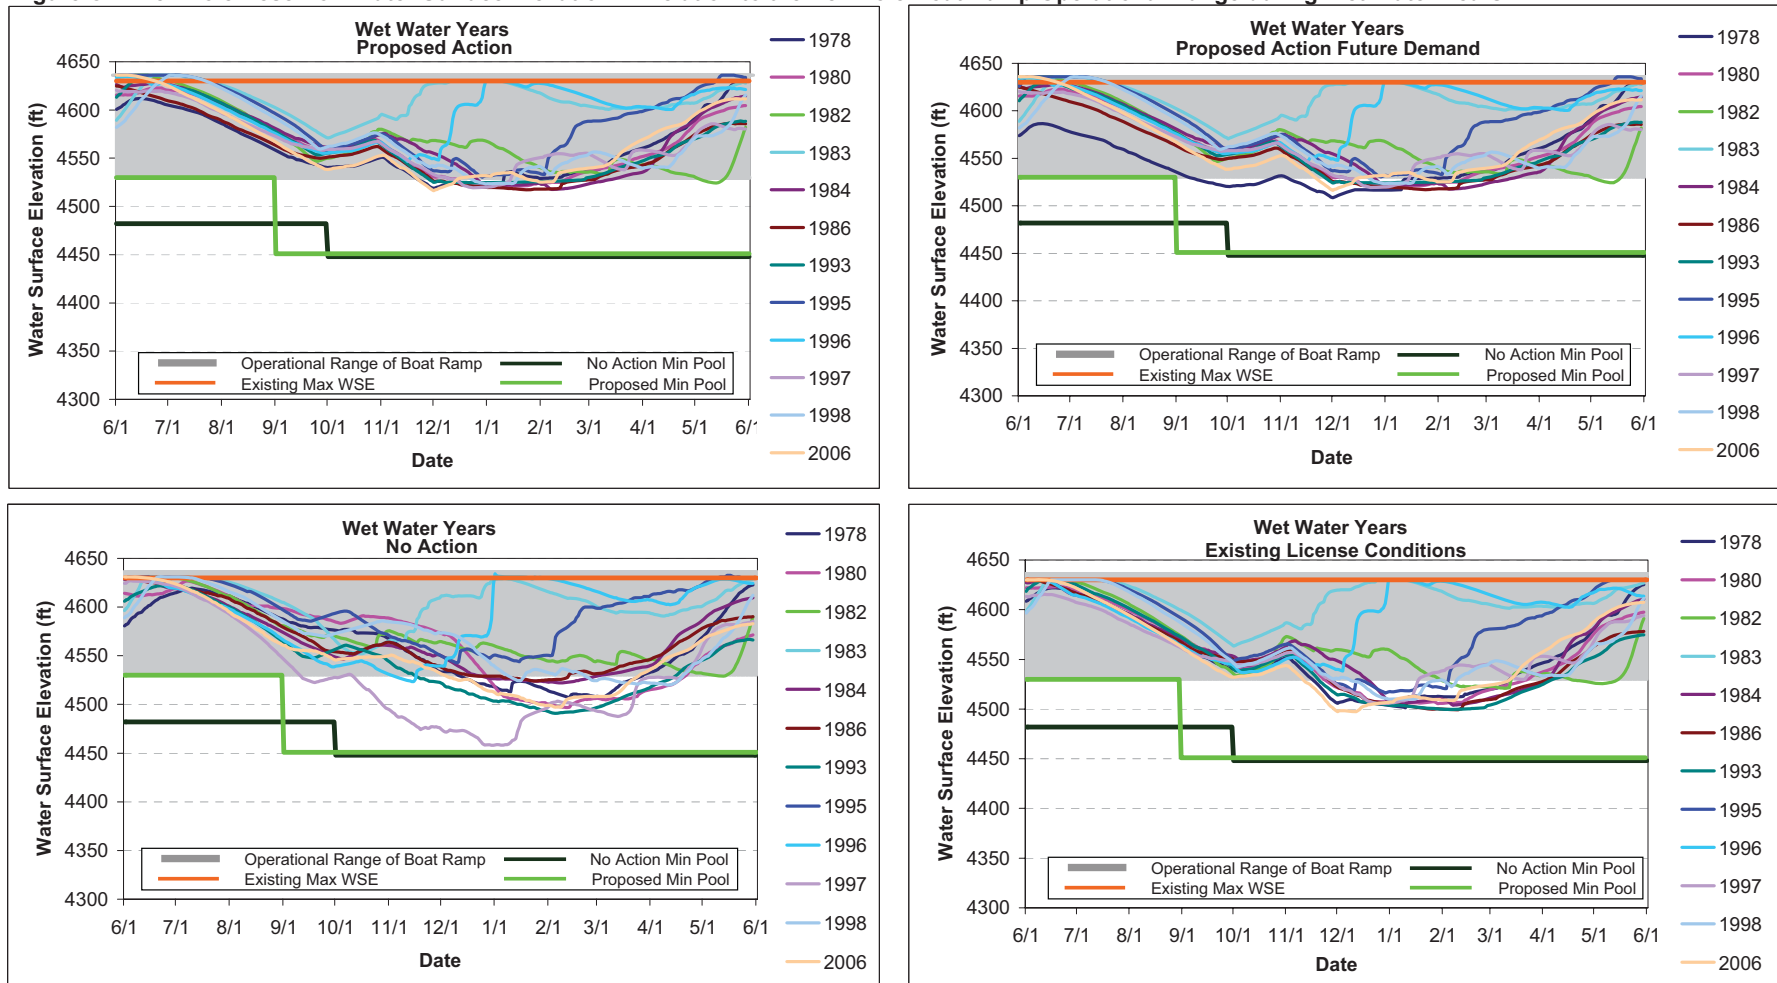 Wet Water Years
Proposed Action
Water Surface Elevation (ft)
4650
4600
4550
4500
4450
4400
4350
4300
Operational Range of Boat Ramp
No Action Min Pool
Existing Max WSE
Proposed Min Pool
6/1 7/1 8/1 9/1 10/1 11/1 12/1 1/1 2/1 3/1 4/1 5/1 6/1
Date
1978
1980
1982
1983
1984
1986
1993
1995
1996
1997
1998
2006
Wet Water Years
Proposed Action Future Demand
Water Surface Elevation (ft)
4650
4600
4550
4500
4450
4400
4350
4300
Operational Range of Boat Ramp
No Action Min Pool
Existing Max WSE
Proposed Min Pool
6/1 7/1 8/1 9/1 10/1 11/1 12/1 1/1 2/1 3/1 4/1 5/1 6/1
Date
1978
1980
1982
1983
1984
1986
1993
1995
1996
1997
1998
2006
Wet Water Years
No Action
Water Surface Elevation (ft)
4650
4600
4550
4500
4450
4400
4350
4300
Operational Range of Boat Ramp
No Action Min Pool
Existing Max WSE
Proposed Min Pool
6/1 7/1 8/1 9/1 10/1 11/1 12/1 1/1 2/1 3/1 4/1 5/1 6/1
Date
1978
1980
1982
1983
1984
1986
1993
1995
1996
1997
1998
2006
Wet Water Years
Existing License Conditions
Water Surface Elevation (ft)
4650
4600
4550
4500
4450
4400
4350
4300
Operational Range of Boat Ramp
No Action Min Pool
Existing Max WSE
Proposed Min Pool
6/1 7/1 8/1 9/1 10/1 11/1 12/1 1/1 2/1 3/1 4/1 5/1 6/1
Date
1978
1980
1982
1983
1984
1986
1993
1995
1996
1997
1998
2006